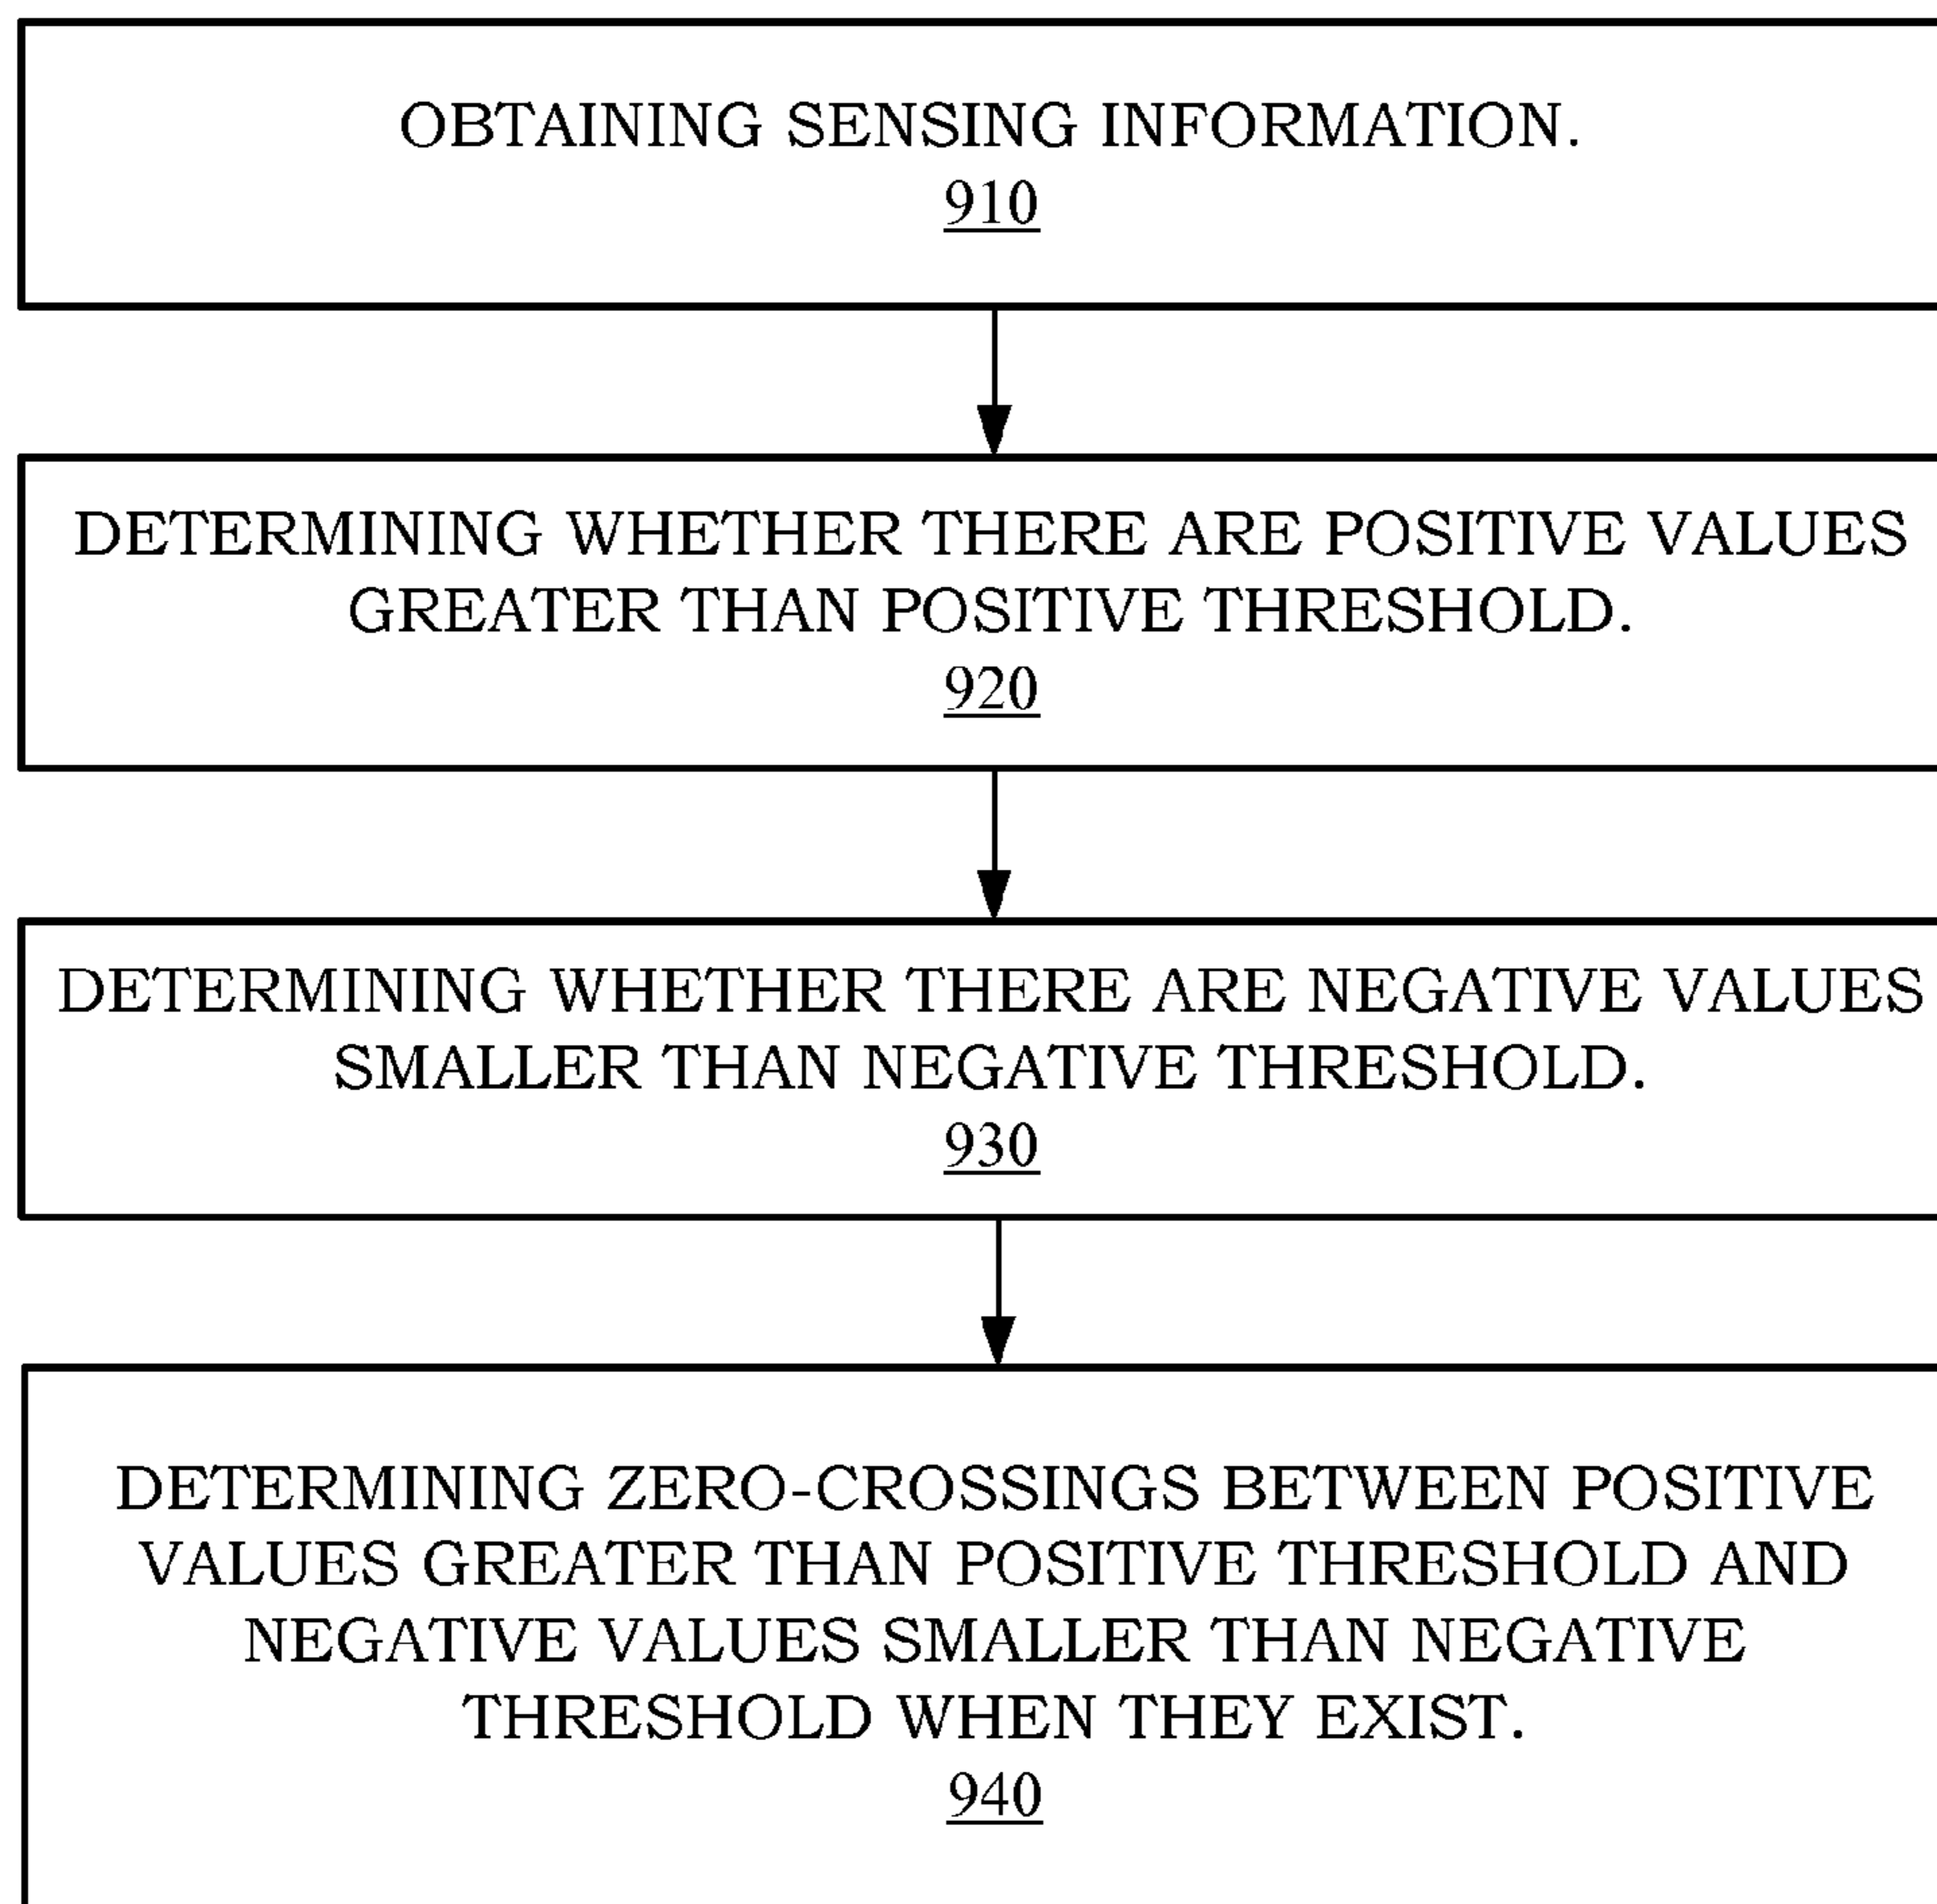 OBTAINING SENSING INFORMATION.
910
DETERMINING WHETHER THERE ARE POSITIVE VALUES
GREATER THAN POSITIVE THRESHOLD.
920
DETERMINING WHETHER THERE ARE NEGATIVE VALUES
SMALLER THAN NEGATIVE THRESHOLD.
930
DETERMINING ZERO-CROSSINGS BETWEEN POSITIVE
VALUES GREATER THAN POSITIVE THRESHOLD AND
NEGATIVE VALUES SMALLER THAN NEGATIVE
THRESHOLD WHEN THEY EXIST.
940